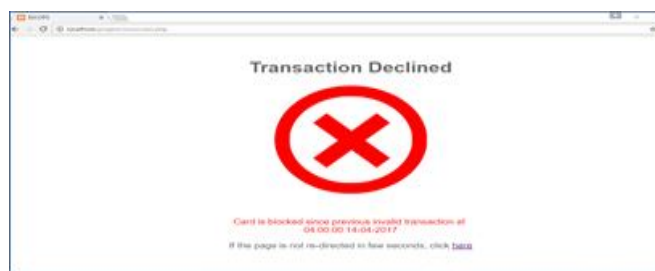 localhost
Transaction Declined
Card is blocked since previous invalid transaction at
04:00:00 14-04-2017
If the page is not re-directed in few seconds, click here